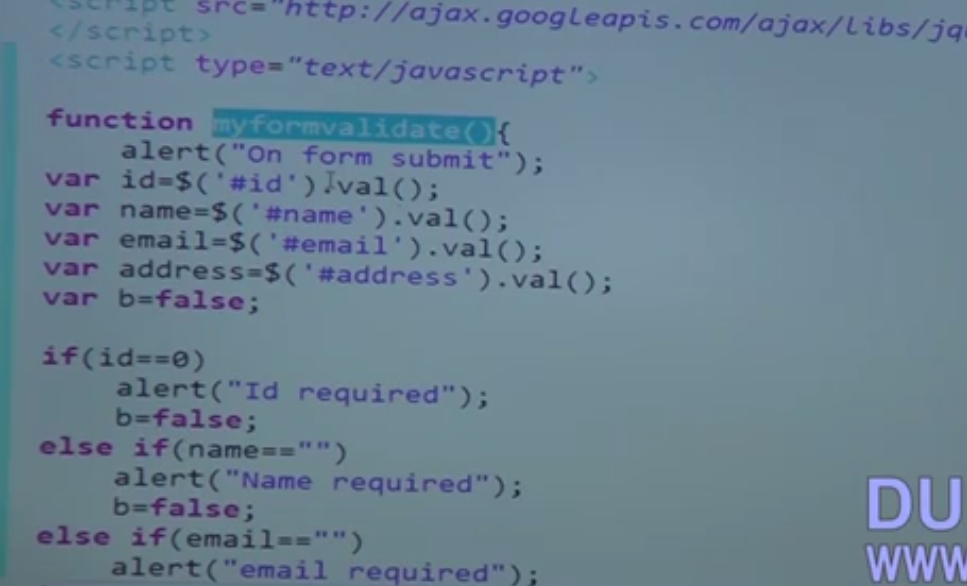 <script src="http://ajax.googleapis.com/ajax/libs/jq
</script>
<script type="text/javascript">
function myformvalidate(){
alert("On form submit");
var id=$('#id').val();
var name=$('#name').val();
var email=$('#email').val();
var address=$('#address').val();
var b=false;
if(id==0)
alert("Id required");
b=false;
else if(name=="")
alert("Name required");
b=false;
else if(email=="")
alert("email required");
DU
WWW